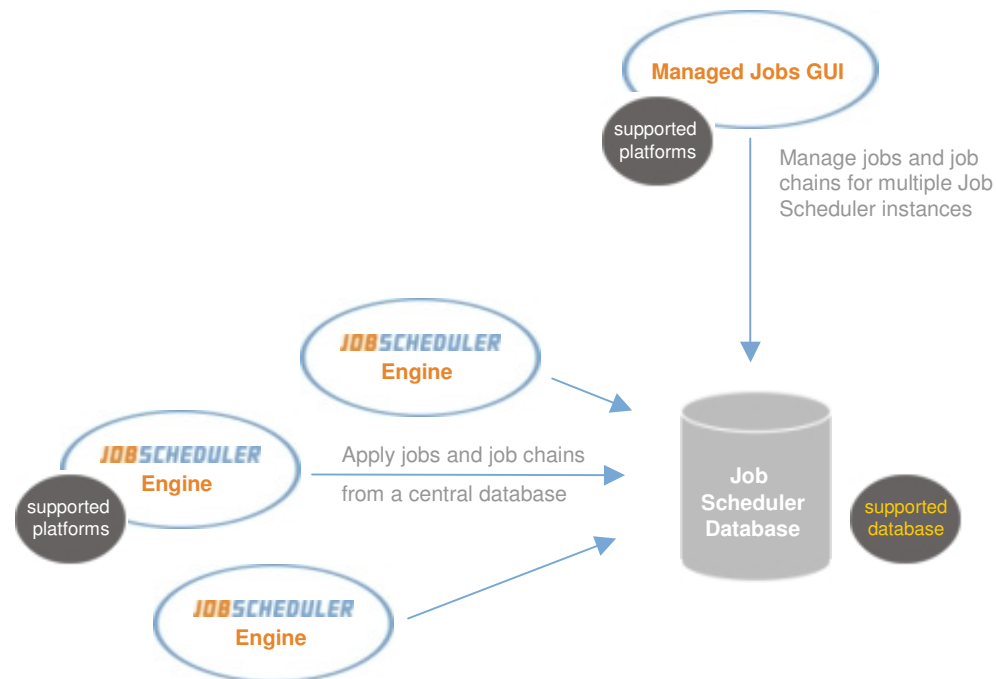 Managed Jobs GUI
supported
platforms
Manage jobs and job
chains for multiple Job
Scheduler instances
JOBSCHEDULER
Engine
JOBSCHEDULER
Engine
supported
platforms
Apply jobs and job chains
from a central database
Job
Scheduler
Database
supported
database
JOBSCHEDULER
Engine